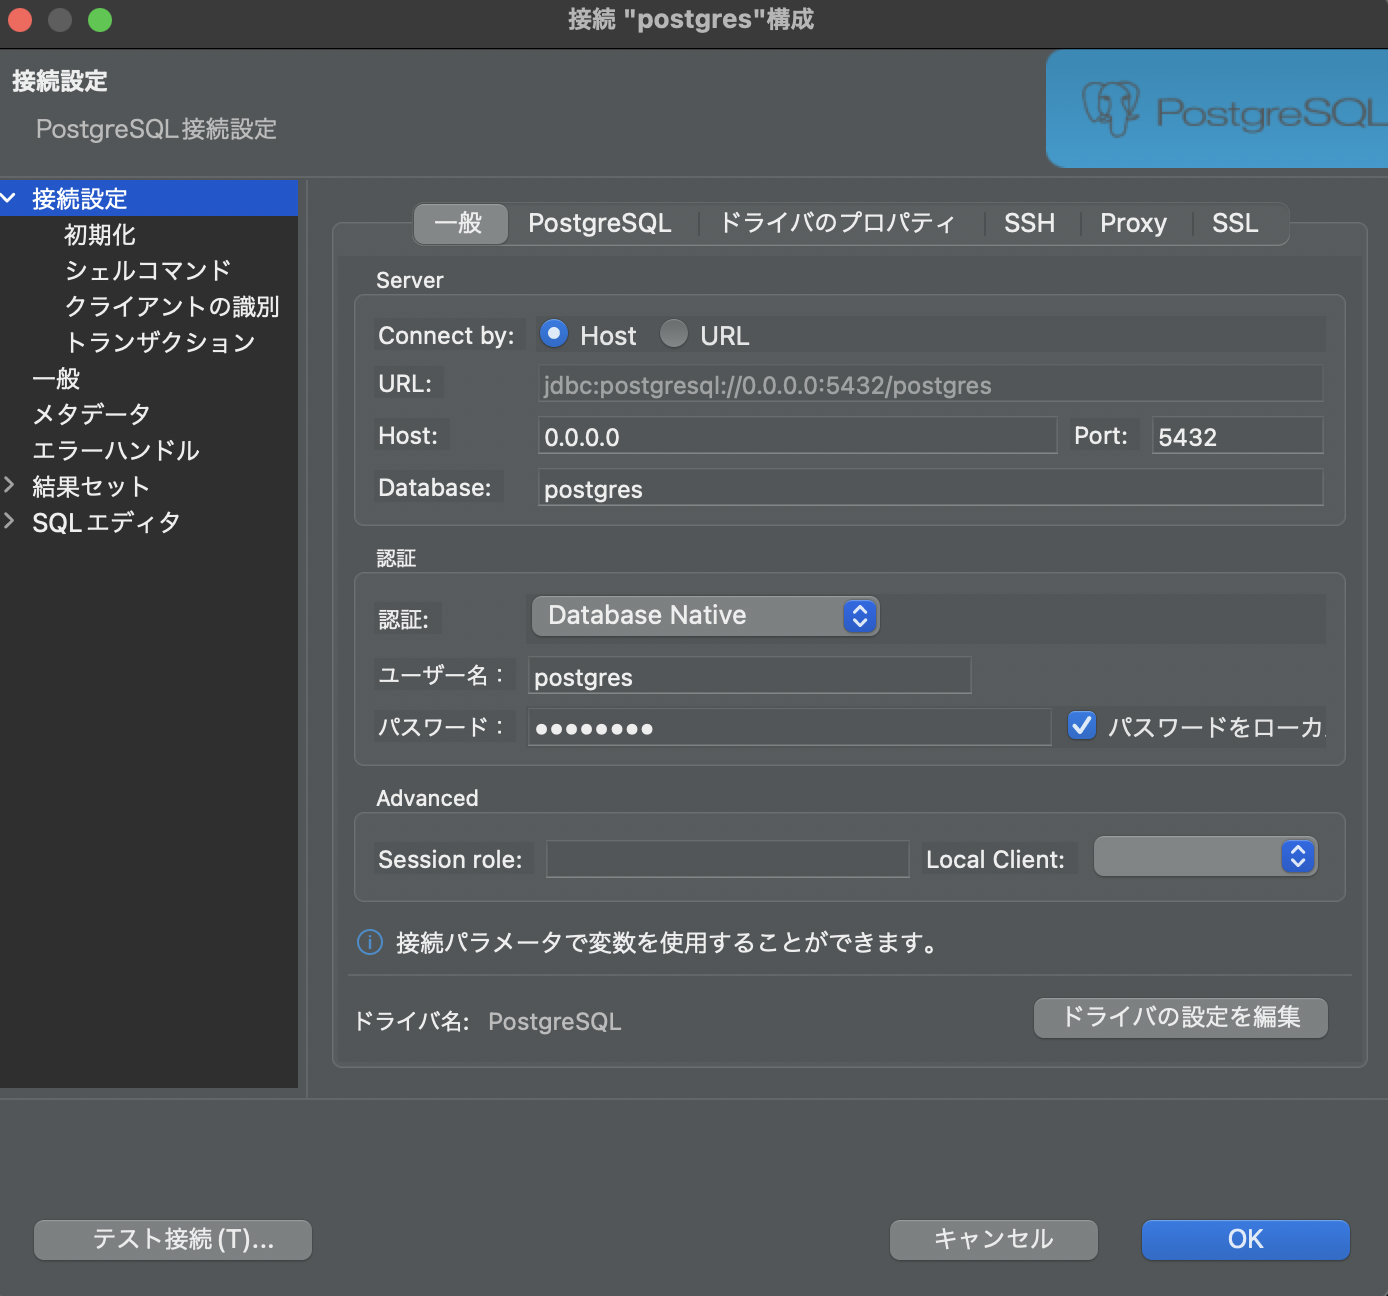 接続 "postgres"構成
接続設定
PostgreSQL接続設定
PostgreSQL
接続設定
初期化
シェルコマンド
クライアントの識別
トランザクション
一般
メタデータ
エラーハンドル
結果セット
SQLエディタ
一般 PostgreSQL ドライバのプロパティ SSH Proxy SSL
Server
Connect by: Host URL
URL: jdbc:postgresql://0.0.0.0:5432/postgres
Host: 0.0.0.0 Port: 5432
Database: postgres
認証
認証: Database Native
ユーザー名： postgres
パスワード： ●●●●●●●● パスワードをローカ
Advanced
Session role: Local Client:
接続パラメータで変数を使用することができます。
ドライバ名: PostgreSQL ドライバの設定を編集
テスト接続(T)... キャンセル OK